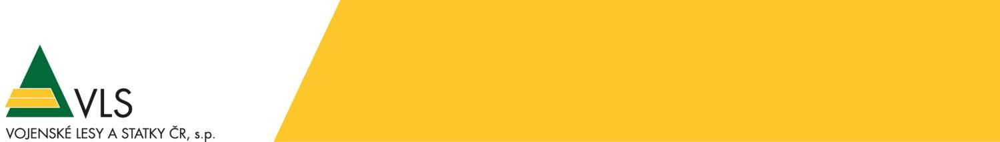 VLS
VOJENSKÉ LESY A STATKY ČR, s.p.